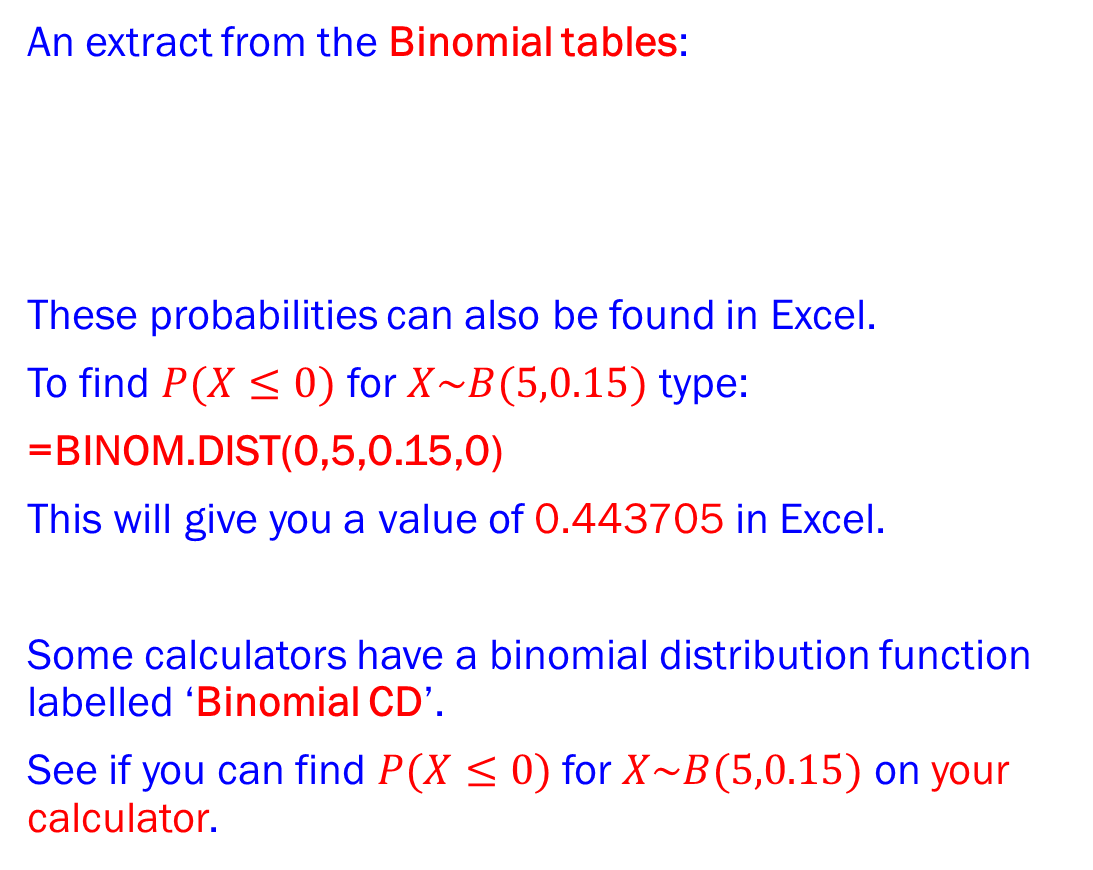 An extract from the Binomial tables:
These probabilities can also be found in Excel.
To find P(X ≤ 0) for X~B(5,0.15) type:
=BINOM.DIST(0,5,0.15,0)
This will give you a value of 0.443705 in Excel.
Some calculators have a binomial distribution function
labelled ‘Binomial CD’.
See if you can find P(X ≤ 0) for X~B(5,0.15) on your
calculator.